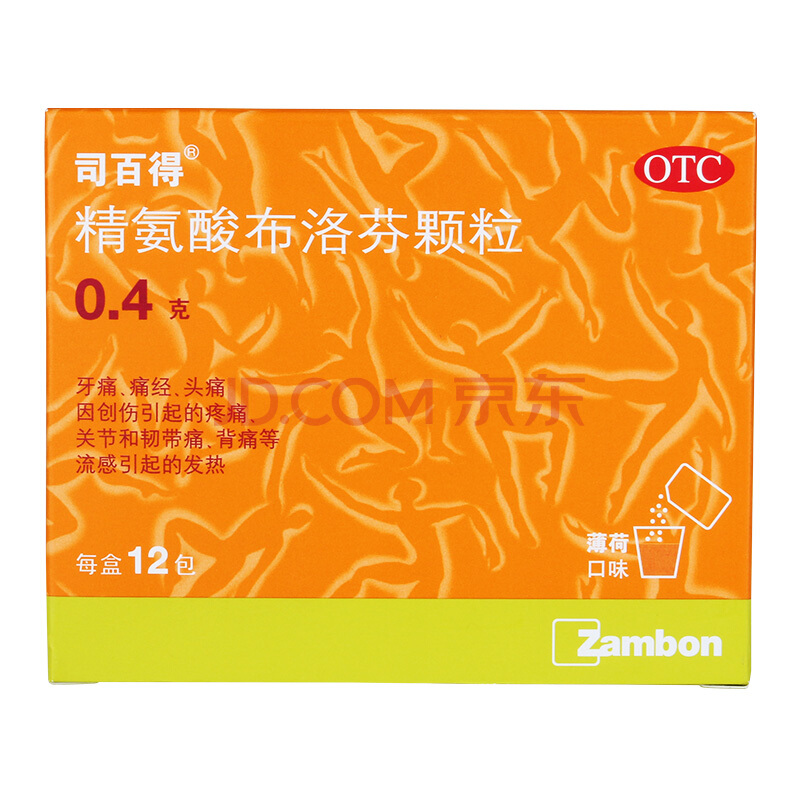 司百得®
OTC
精氨酸布洛芬颗粒
0.4 克
牙痛、痛经、头痛
因创伤引起的疼痛、
关节和韧带痛、背痛等
流感引起的发热
JD.COM 京东
每盒12包
薄荷
口味
Zambon